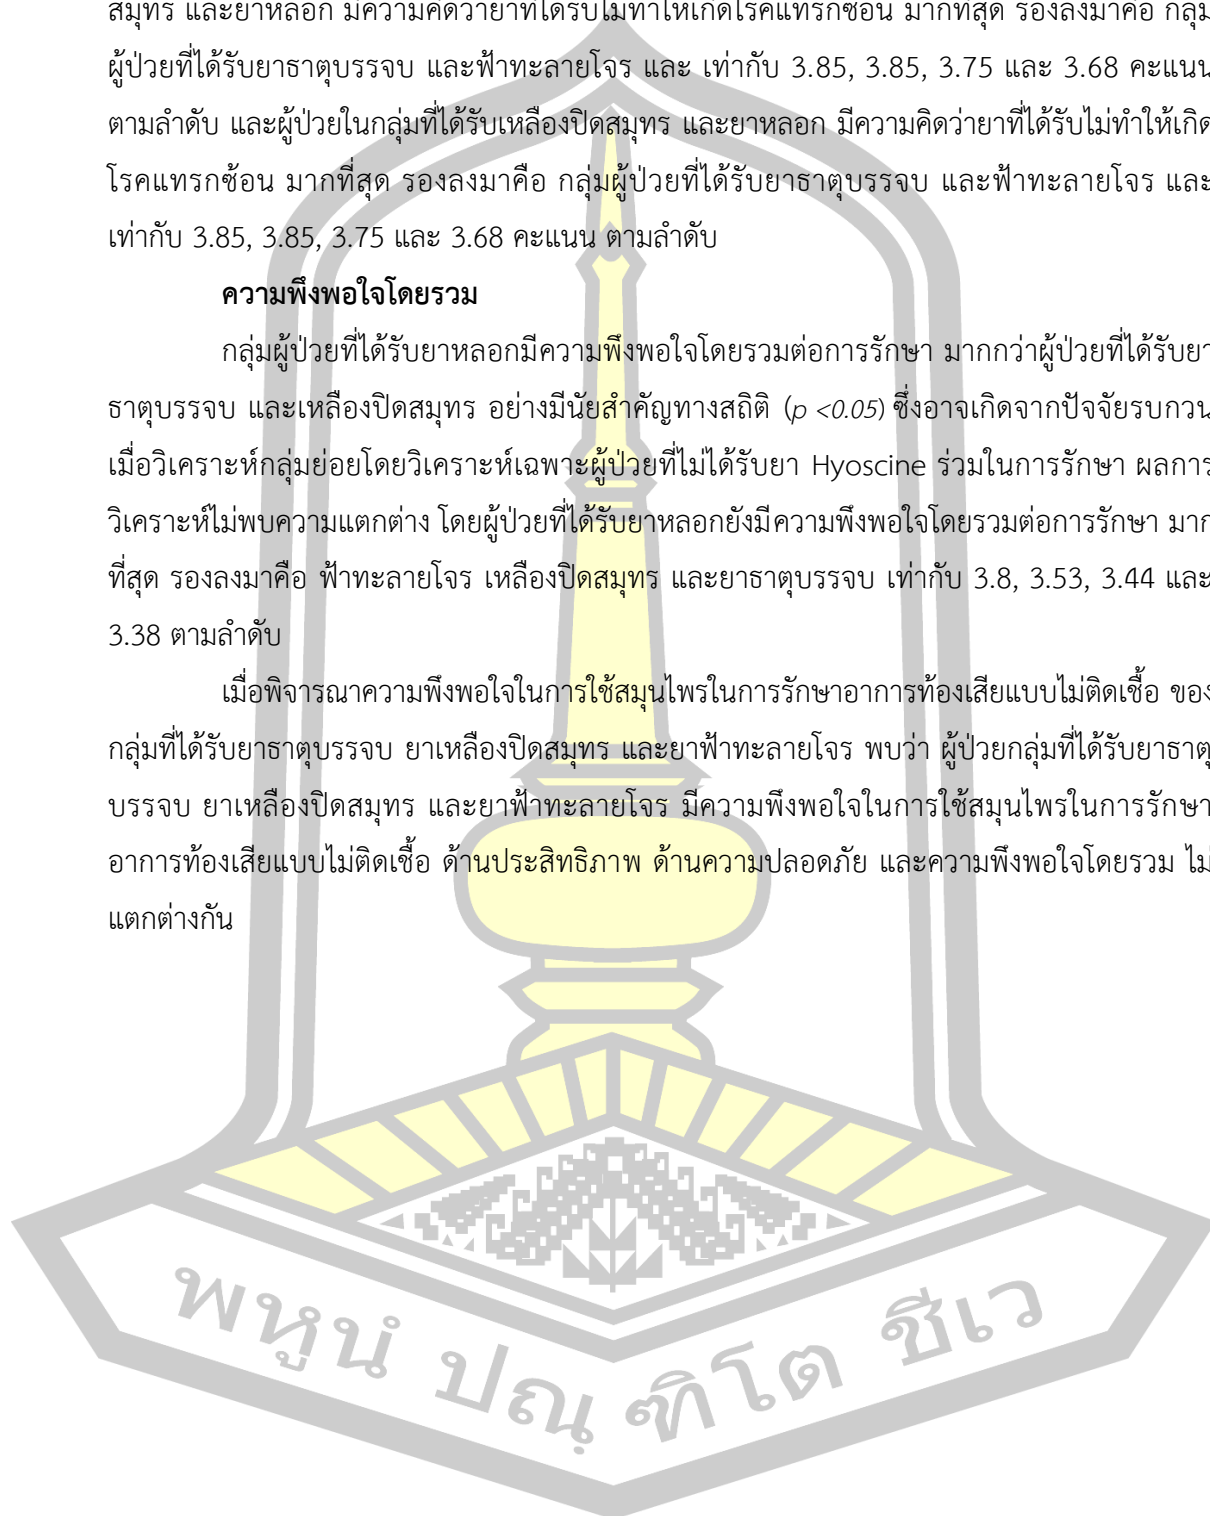 สมุทร และยาหลอก มีความคิดว่ายาที่ได้รับไม่ทำให้เกิดโรคแทรกซ้อน มากที่สุด รองลงมาคือ กลุ่ม
ผู้ป่วยที่ได้รับยาธาตุบรรจบ และฟ้าทะลายโจร และ เท่ากับ 3.85, 3.85, 3.75 และ 3.68 คะแนน
ตามลำดับ และผู้ป่วยในกลุ่มที่ได้รับเหลืองปิดสมุทร และยาหลอก มีความคิดว่ายาที่ได้รับไม่ทำให้เกิด
โรคแทรกซ้อน มากที่สุด รองลงมาคือ กลุ่มผู้ป่วยที่ได้รับยาธาตุบรรจบ และฟ้าทะลายโจร และ
เท่ากับ 3.85, 3.85, 3.75 และ 3.68 คะแนน ตามลำดับ
ความพึงพอใจโดยรวม
กลุ่มผู้ป่วยที่ได้รับยาหลอกมีความพึงพอใจโดยรวมต่อการรักษา มากกว่าผู้ป่วยที่ได้รับยา
ธาตุบรรจบ และเหลืองปิดสมุทร อย่างมีนัยสำคัญทางสถิติ (p <0.05) ซึ่งอาจเกิดจากปัจจัยรบกวน
เมื่อวิเคราะห์กลุ่มย่อยโดยวิเคราะห์เฉพาะผู้ป่วยที่ไม่ได้รับยา Hyoscine ร่วมในการรักษา ผลการ
วิเคราะห์ไม่พบความแตกต่าง โดยผู้ป่วยที่ได้รับยาหลอกยังมีความพึงพอใจโดยรวมต่อการรักษา มาก
ที่สุด รองลงมาคือ ฟ้าทะลายโจร เหลืองปิดสมุทร และยาธาตุบรรจบ เท่ากับ 3.8, 3.53, 3.44 และ
3.38 ตามลำดับ
เมื่อพิจารณาความพึงพอใจในการใช้สมุนไพรในการรักษาอาการท้องเสียแบบไม่ติดเชื้อ ของ
กลุ่มที่ได้รับยาธาตุบรรจบ ยาเหลืองปิดสมุทร และยาฟ้าทะลายโจร พบว่า ผู้ป่วยกลุ่มที่ได้รับยาธาตุ
บรรจบ ยาเหลืองปิดสมุทร และยาฟ้าทะลายโจร มีความพึงพอใจในการใช้สมุนไพรในการรักษา
อาการท้องเสียแบบไม่ติดเชื้อ ด้านประสิทธิภาพ ด้านความปลอดภัย และความพึงพอใจโดยรวม ไม่
แตกต่างกัน
พหูนํ ปณฺฑิโต ชีเว